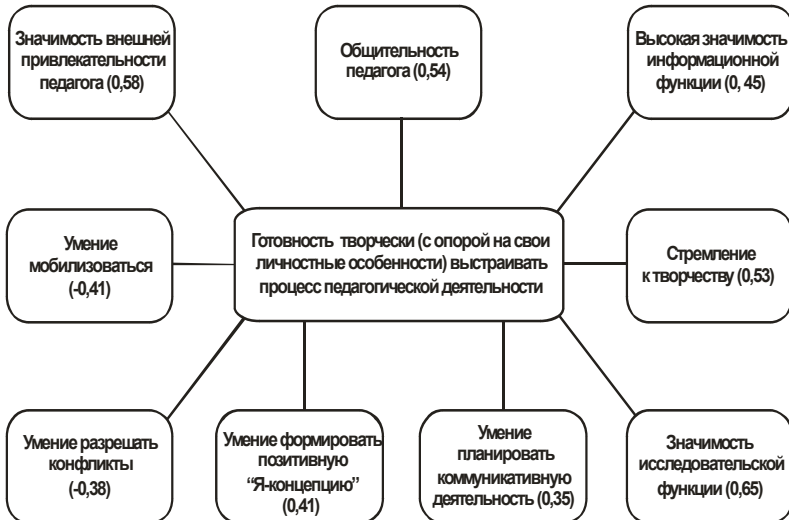 Значимость внешней
привлекательности
педагога (0,58)
Общительность
педагога (0,54)
Высокая значимость
информационной
функции (0, 45)
Умение
мобилизоваться
(-0,41)
Готовность творчески (с опорой на свои
личностные особенности) выстраивать
процесс педагогической деятельности
Стремление
к творчеству (0,53)
Умение разрешать
конфликты
(-0,38)
Умение формировать
позитивную
“Я-концепцию”
(0,41)
Умение
планировать
коммуникативную
деятельность (0,35)
Значимость
исследовательской
функции (0,65)